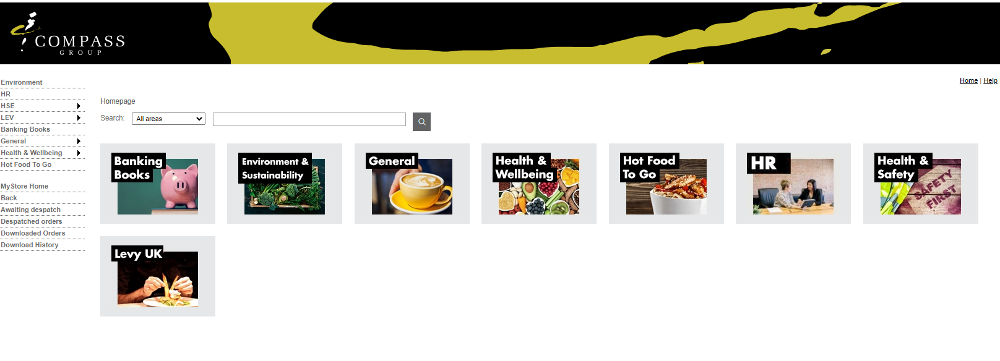 COMPASS
GROUP
Home | Help
Environment
HR
HSE
LEV
Banking Books
General
Health & Wellbeing
Hot Food To Go
MyStore Home
Back
Awaiting despatch
Despatched orders
Downloaded Orders
Download History
Homepage
Search: All areas
Banking
Books
Environment &
Sustainability
General
Health &
Wellbeing
Hot Food
To Go
HR
Health &
Safety
SAFETY
FIRST
Levy UK